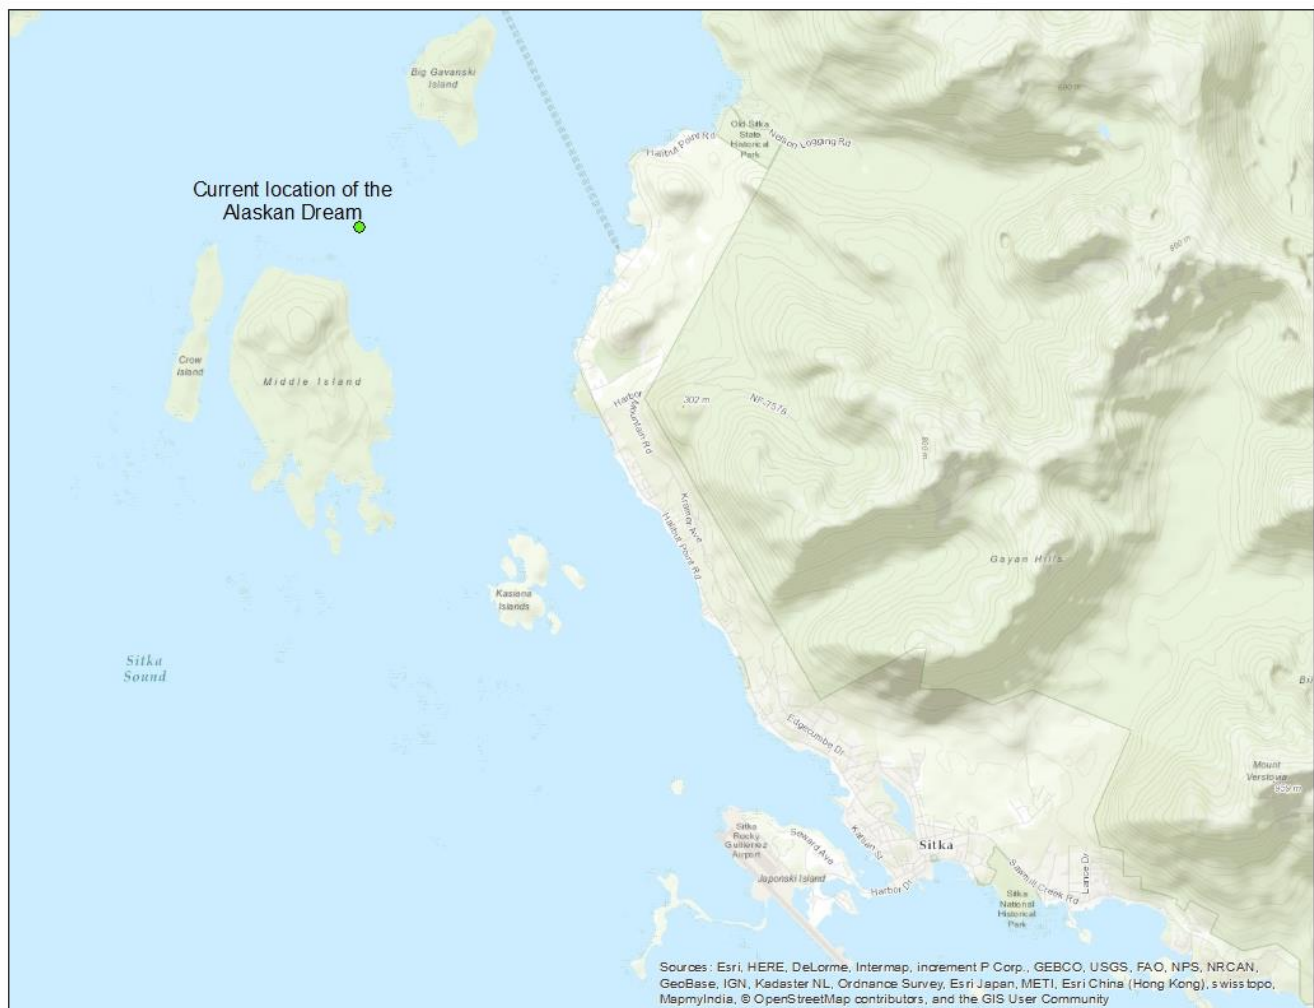 Big Gavanski
Island
Old Sitka
State
Historical
Park
Halibut Point Rd
Nelson Logging Rd
690 m
Current location of the
Alaskan Dream
600 m
Crow
Island
Middle Island
Harbor
Mountain Rd
302 m
NF-7576
800 m
Kramer Ave
Halibut Point Rd
Gavan Hills
Kasiana
Islands
Sitka
Sound
Edgecumbe Dr
Mount
Verstovia
939 m
Sitka
Rocky
Gutierrez
Airport
Seward Ave
Katlian St
Sitka
Japonski Island
Harbor Dr
Lance Dr
Sawmill Creek Rd
Sitka
National
Historical
Park
Sources: Esri, HERE, DeLorme, Intermap, increment P Corp., GEBCO, USGS, FAO, NPS, NRCAN,
GeoBase, IGN, Kadaster NL, Ordnance Survey, Esri Japan, METI, Esri China (Hong Kong), swisstopo,
MapmyIndia, © OpenStreetMap contributors, and the GIS User Community